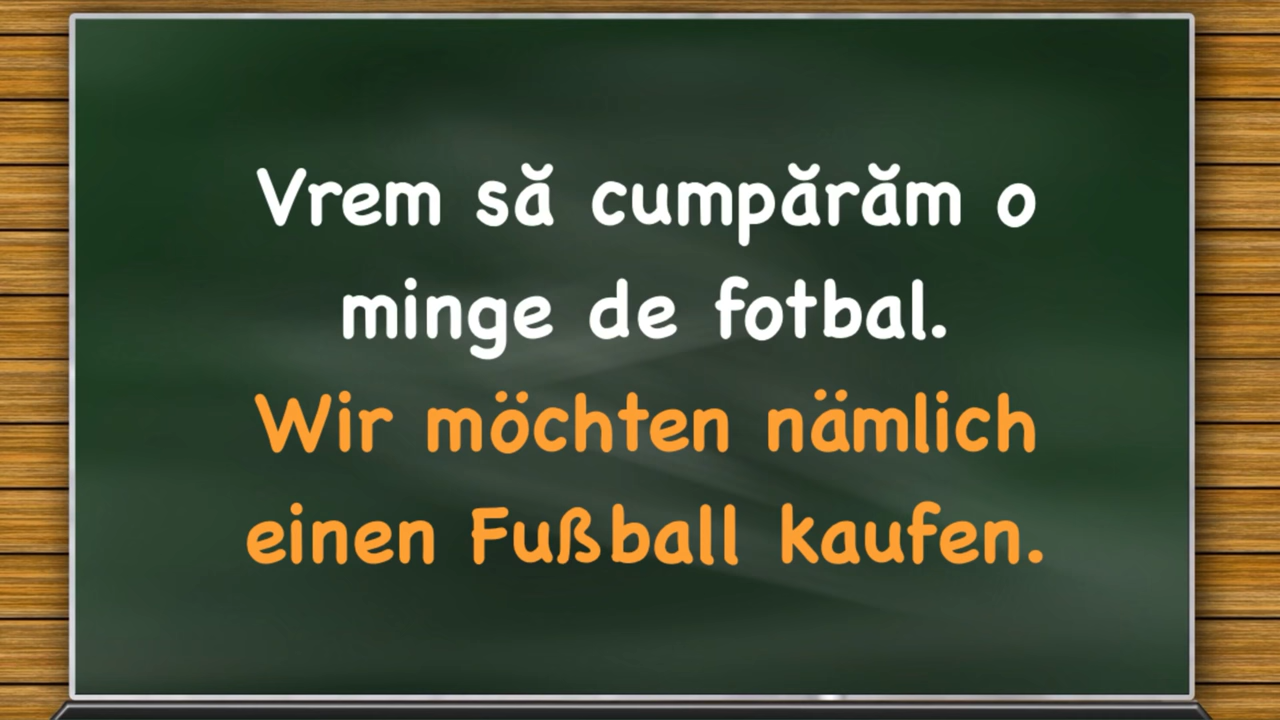 Vrem să cumpărăm o
minge de fotbal.
Wir möchten nämlich
einen Fußball kaufen.